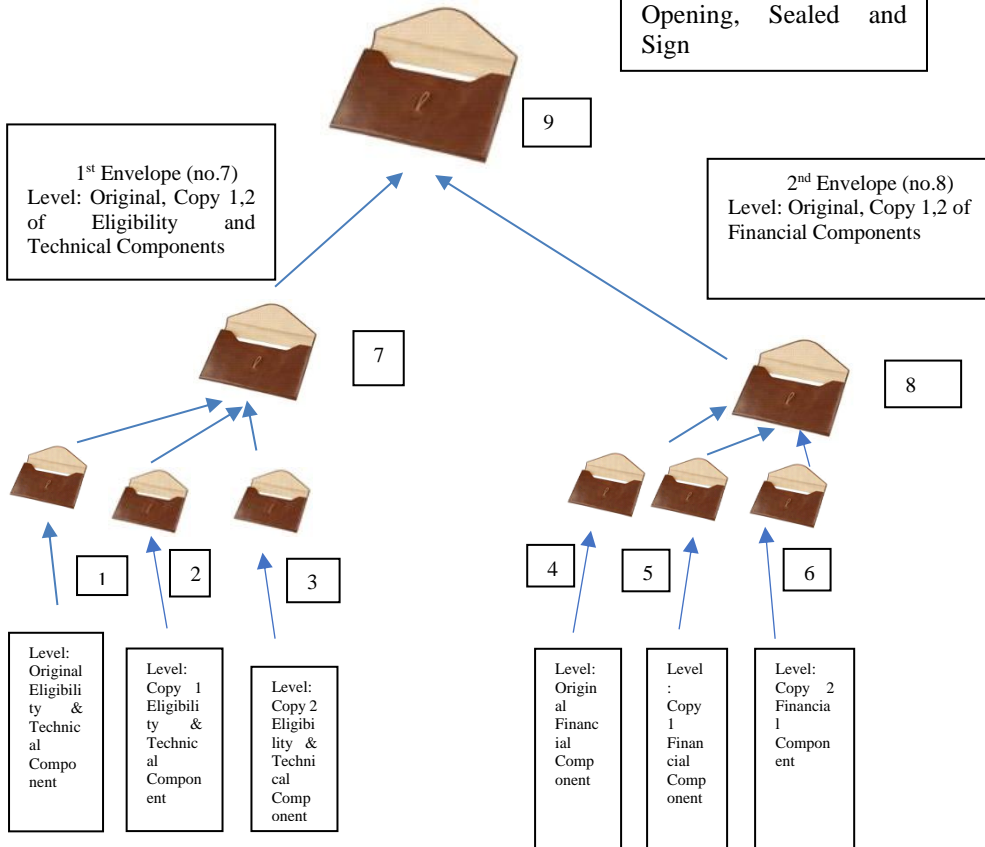 Opening, Sealed and
Sign
9
1st Envelope (no.7)
Level: Original, Copy 1,2
of Eligibility and
Technical Components
2nd Envelope (no.8)
Level: Original, Copy 1,2 of
Financial Components
7
8
1
2
3
4
5
6
Level:
Original
Eligibili
ty &
Technic
al
Compo
nent
Level:
Copy 1
Eligibili
ty &
Technic
al
Compon
ent
Level:
Copy 2
Eligibi
lity &
Techni
cal
Comp
onent
Level:
Origin
al
Financ
ial
Comp
onent
Level
:
Copy
1
Finan
cial
Comp
onent
Level:
Copy 2
Financia
l
Compon
ent